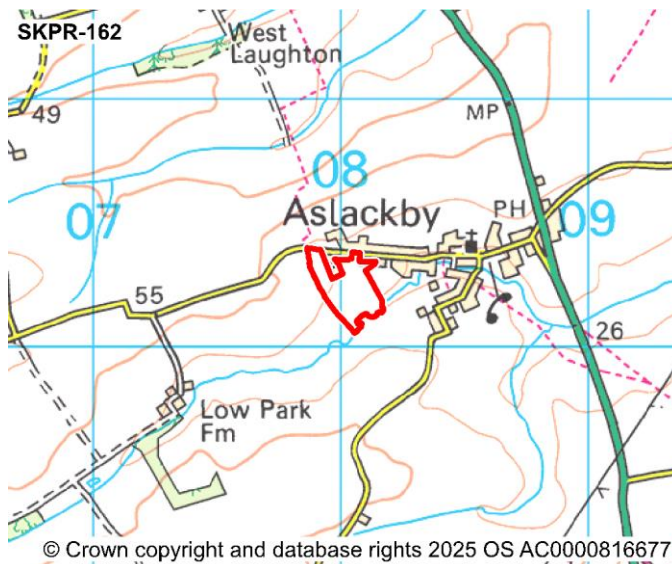 SKPR-162
West
Laughton
49
MP
08
07
Aslackby
PH
09
55
26
Low Park
Fm
© Crown copyright and database rights 2025 OS AC0000816677